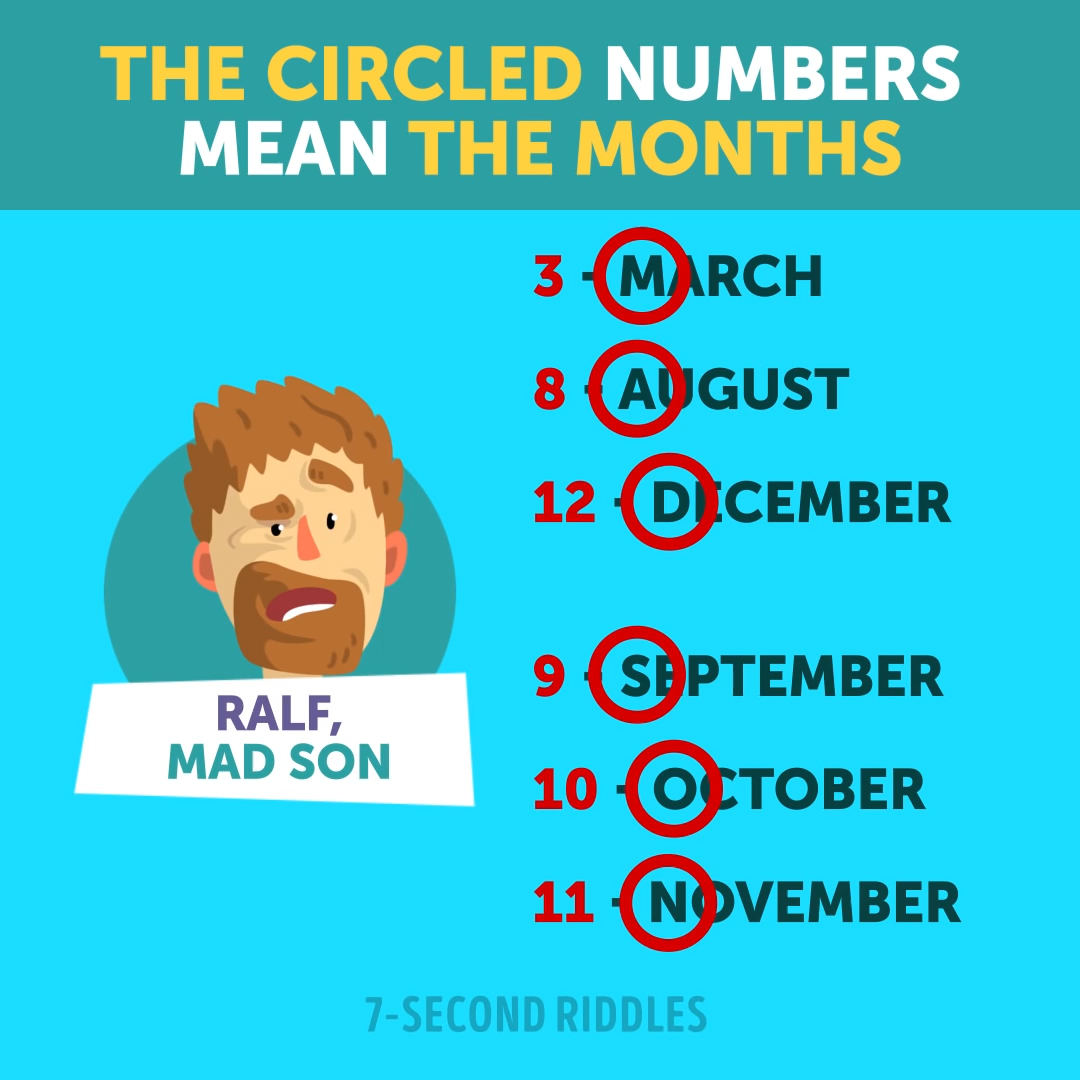 THE CIRCLED NUMBERS
MEAN THE MONTHS
3 - MARCH
8 - AUGUST
12 - DECEMBER
9 - SEPTEMBER
10 - OCTOBER
11 - NOVEMBER
RALF,
MAD SON
7-SECOND RIDDLES